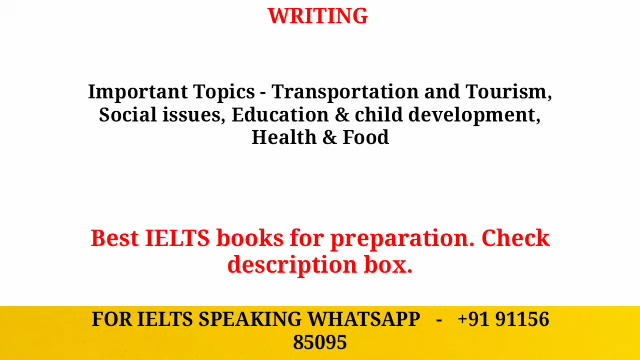 WRITING
Important Topics - Transportation and Tourism,
Social issues, Education & child development,
Health & Food
Best IELTS books for preparation. Check
description box.
FOR IELTS SPEAKING WHATSAPP - +91 91156
85095